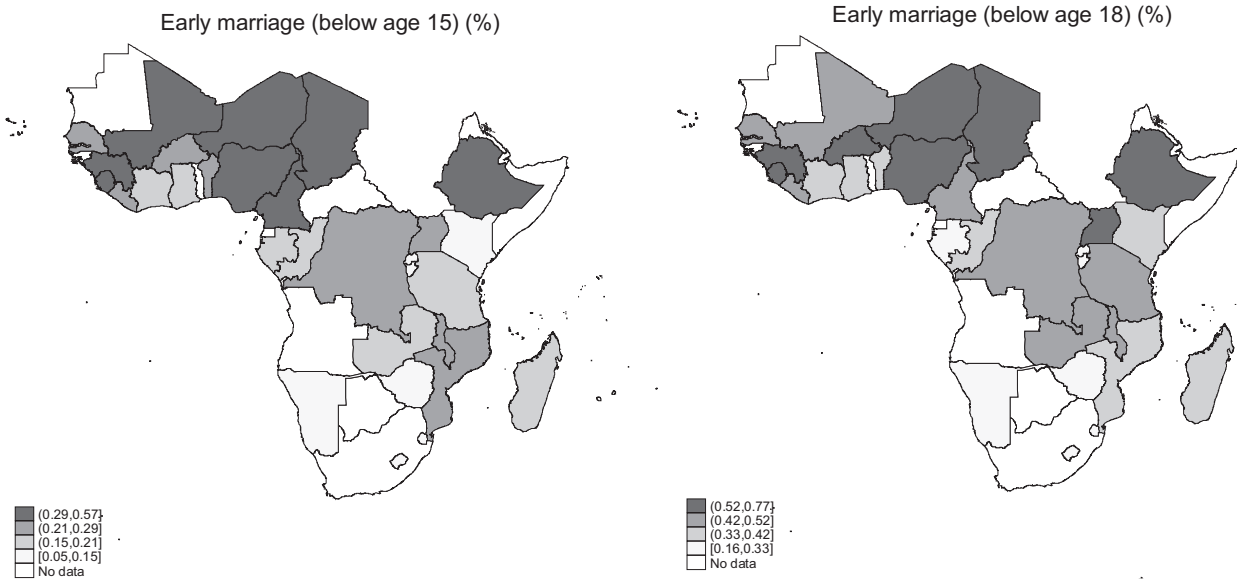 Early marriage (below age 15) (%)
(0.29,0.57]
(0.21,0.29]
(0.15,0.21]
[0.05,0.15]
No data
Early marriage (below age 18) (%)
(0.52,0.77]
(0.42,0.52]
(0.33,0.42]
[0.16,0.33]
No data